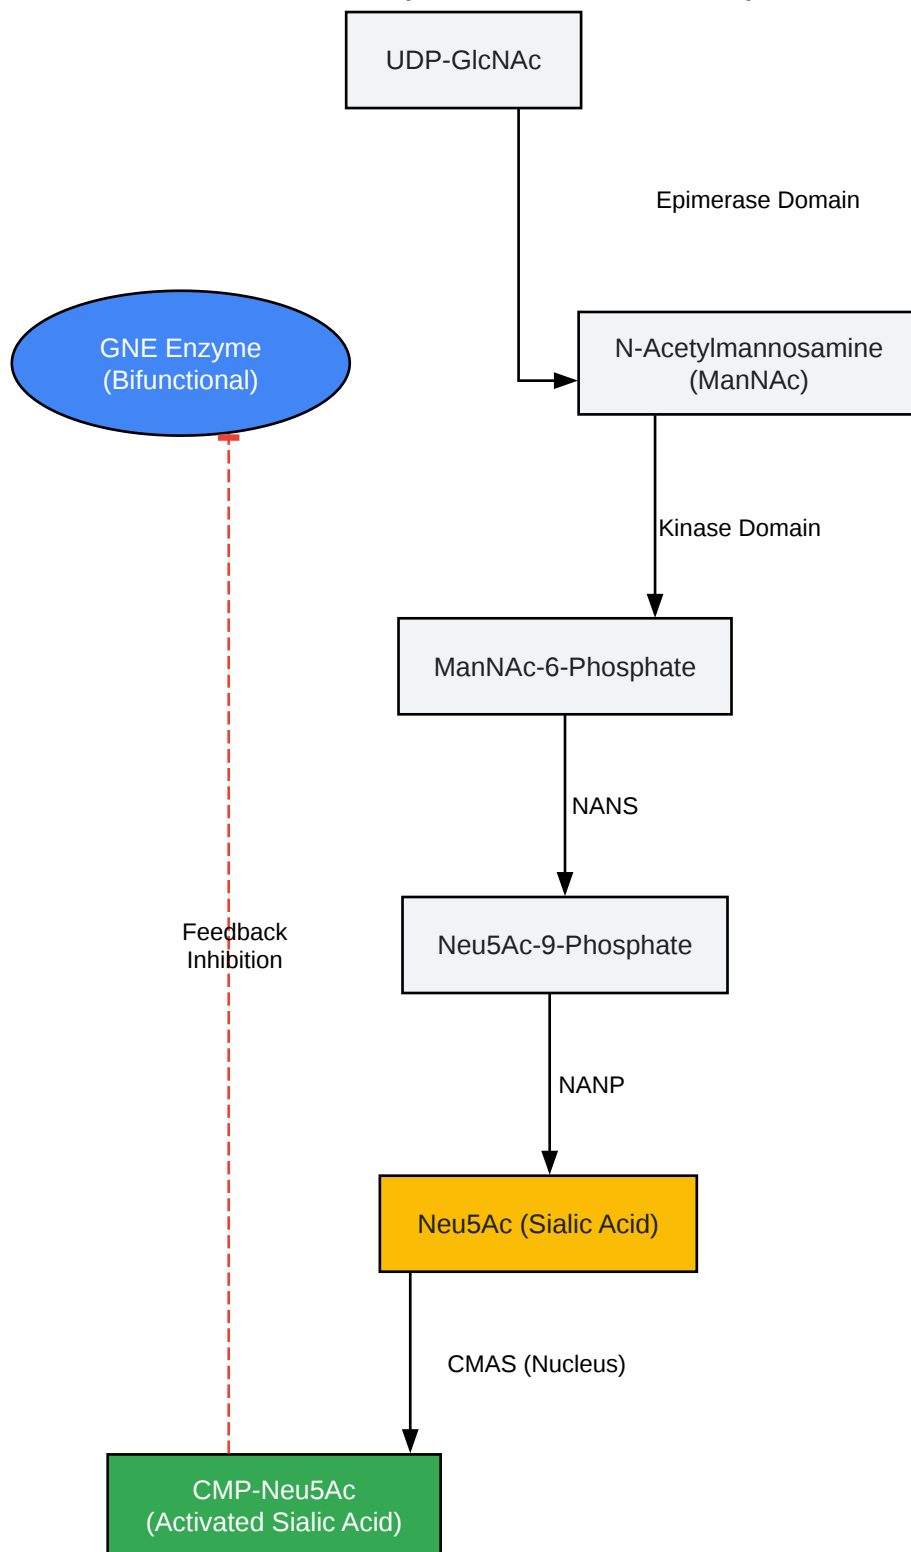 UDP-GlcNAc
Epimerase Domain
GNE Enzyme
(Bifunctional)
N-Acetylmannosamine
(ManNAc)
Kinase Domain
ManNAc-6-Phosphate
NANS
Feedback
Inhibition
Neu5Ac-9-Phosphate
NANP
Neu5Ac (Sialic Acid)
CMAS (Nucleus)
CMP-Neu5Ac
(Activated Sialic Acid)